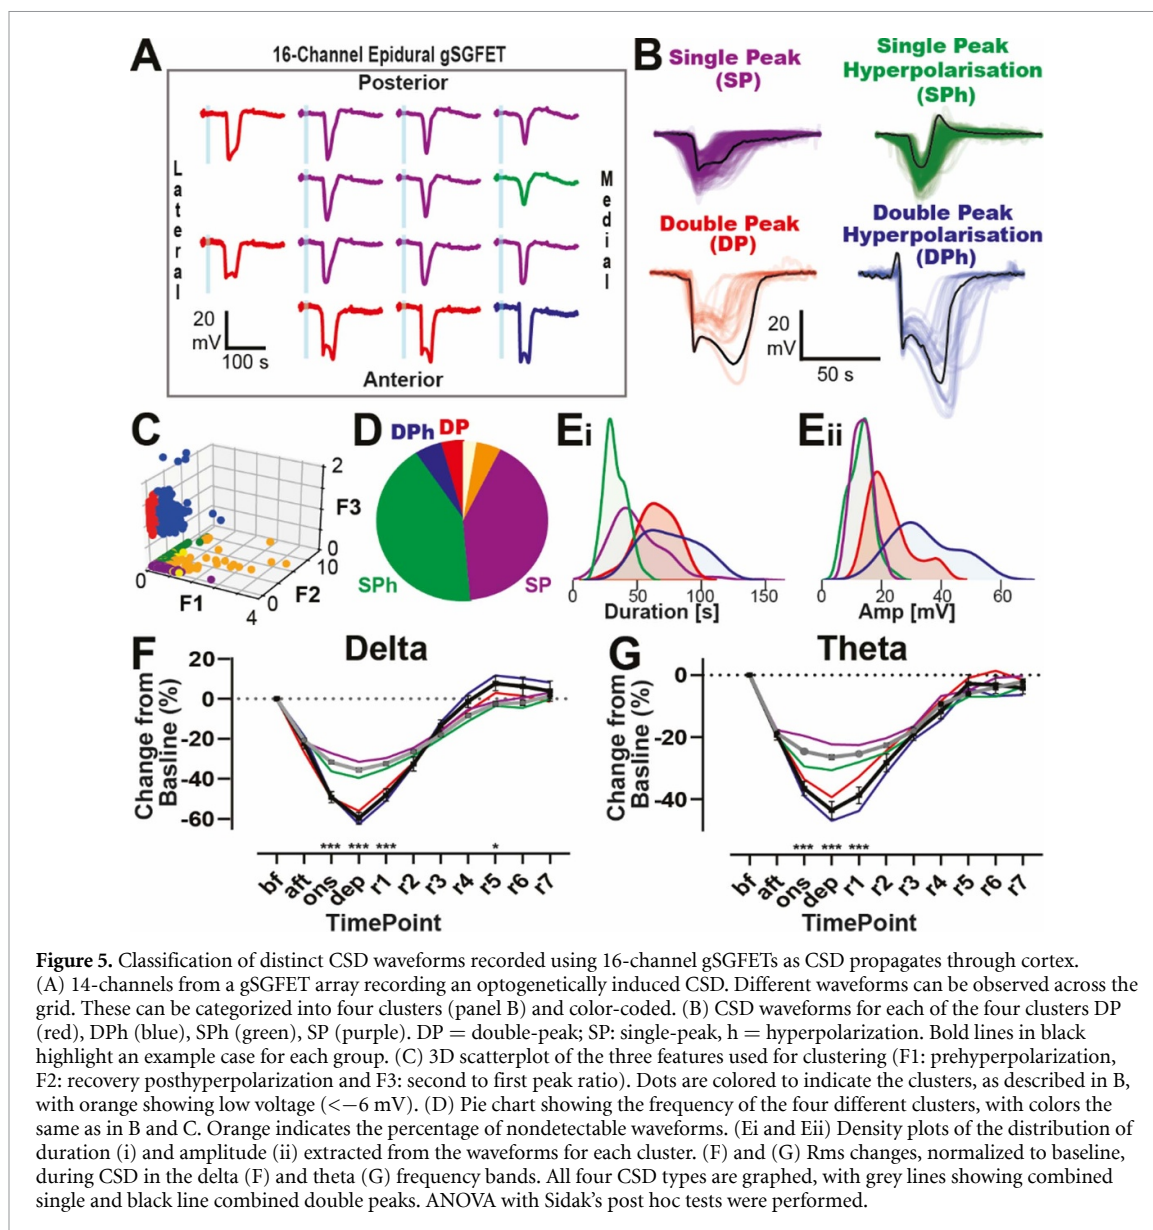 A
16-Channel Epidural gSGFET
Posterior
Lateral
Medial
20
mV
100 s
Anterior
B
Single Peak
(SP)
Single Peak
Hyperpolarisation
(SPh)
Double Peak
(DP)
Double Peak
Hyperpolarisation
(DPh)
20
mV
50 s
C
2
F3
0
10
F2
0
0
F1
4
D
DPh
DP
SPh
SP
Ei
0
50
100
150
Duration [s]
Eii
0
20
40
60
Amp [mV]
F
Delta
Change from
Basline (%)
20
0
-20
-40
-60
*** *** *** *
bf aft ons dep r1 r2 r3 r4 r5 r6 r7
TimePoint
G
Theta
Change from
Basline (%)
0
-20
-40
*** *** ***
bf aft ons dep r1 r2 r3 r4 r5 r6 r7
TimePoint
Figure 5. Classification of distinct CSD waveforms recorded using 16-channel gSGFETs as CSD propagates through cortex.
(A) 14-channels from a gSGFET array recording an optogenetically induced CSD. Different waveforms can be observed across the
grid. These can be categorized into four clusters (panel B) and color-coded. (B) CSD waveforms for each of the four clusters DP
(red), DPh (blue), SPh (green), SP (purple). DP = double-peak; SP: single-peak, h = hyperpolarization. Bold lines in black
highlight an example case for each group. (C) 3D scatterplot of the three features used for clustering (F1: prehyperpolarization,
F2: recovery posthyperpolarization and F3: second to first peak ratio). Dots are colored to indicate the clusters, as described in B,
with orange showing low voltage (<−6 mV). (D) Pie chart showing the frequency of the four different clusters, with colors the
same as in B and C. Orange indicates the percentage of nondetectable waveforms. (Ei and Eii) Density plots of the distribution of
duration (i) and amplitude (ii) extracted from the waveforms for each cluster. (F) and (G) Rms changes, normalized to baseline,
during CSD in the delta (F) and theta (G) frequency bands. All four CSD types are graphed, with grey lines showing combined
single and black line combined double peaks. ANOVA with Sidak’s post hoc tests were performed.